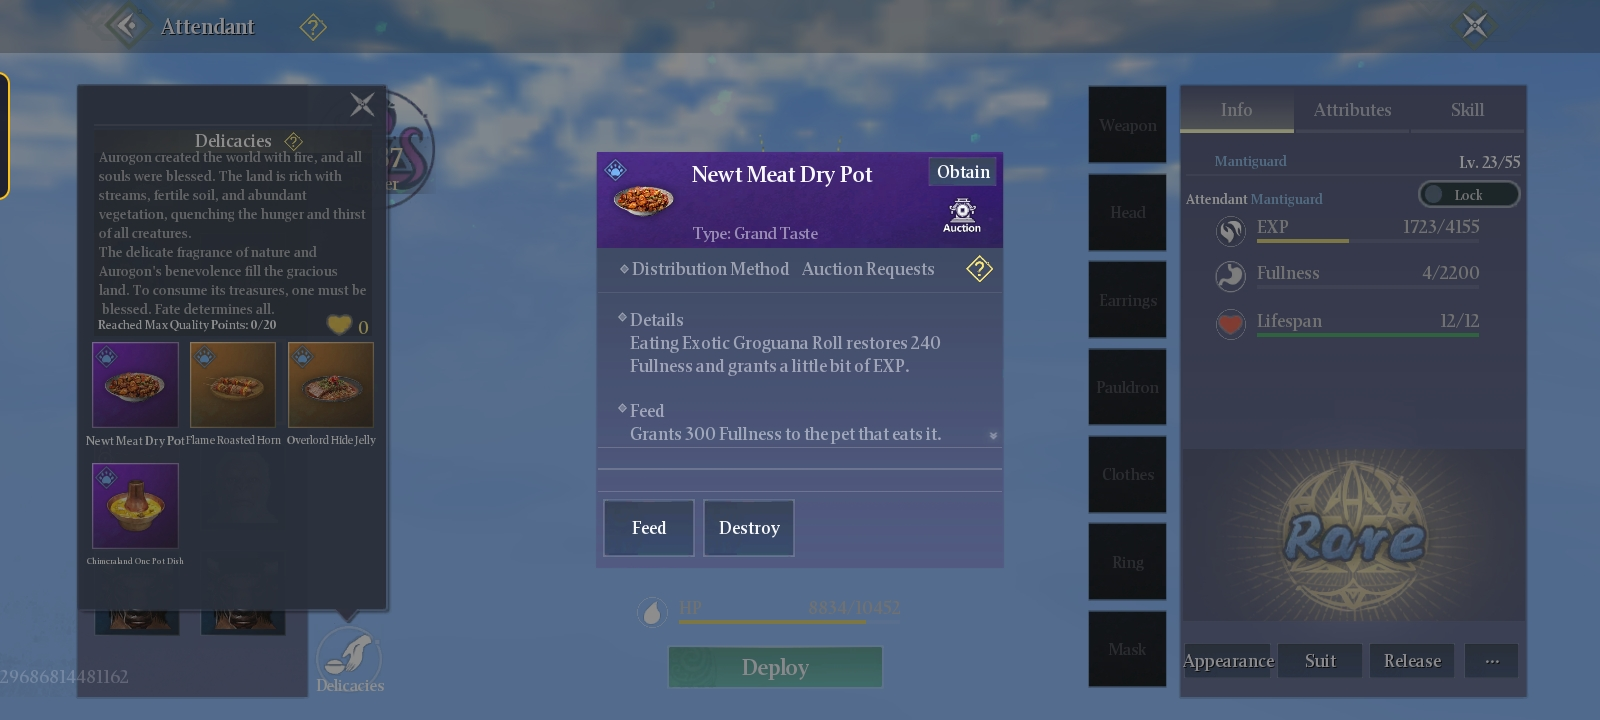 Attendant
Delicacies
Aurogon created the world with fire, and all
souls were blessed. The land is rich with
streams, fertile soil, and abundant
vegetation, quenching the hunger and thirst
of all creatures.
The delicate fragrance of nature and
Aurogon's benevolence fill the gracious
land. To consume its treasures, one must be
blessed. Fate determines all.
Reached Max Quality Points: 0/20
0
Newt Meat Dry Pot
Flame Roasted Horn
Overlord Hide Jelly
Chimeraland One Pot Dish
29686814481162
Delicacies
Newt Meat Dry Pot
Obtain
Type: Grand Taste
Auction
Distribution Method Auction Requests
Details
Eating Exotic Groguana Roll restores 240
Fullness and grants a little bit of EXP.
Feed
Grants 300 Fullness to the pet that eats it.
Feed
Destroy
HP 8834/10452
Deploy
Weapon
Head
Earrings
Pauldron
Clothes
Ring
Mask
Info
Attributes
Skill
Mantiguard
Lv. 23/55
Attendant Mantiguard
Lock
EXP 1723/4155
Fullness 4/2200
Lifespan 12/12
Rare
Appearance
Suit
Release
...